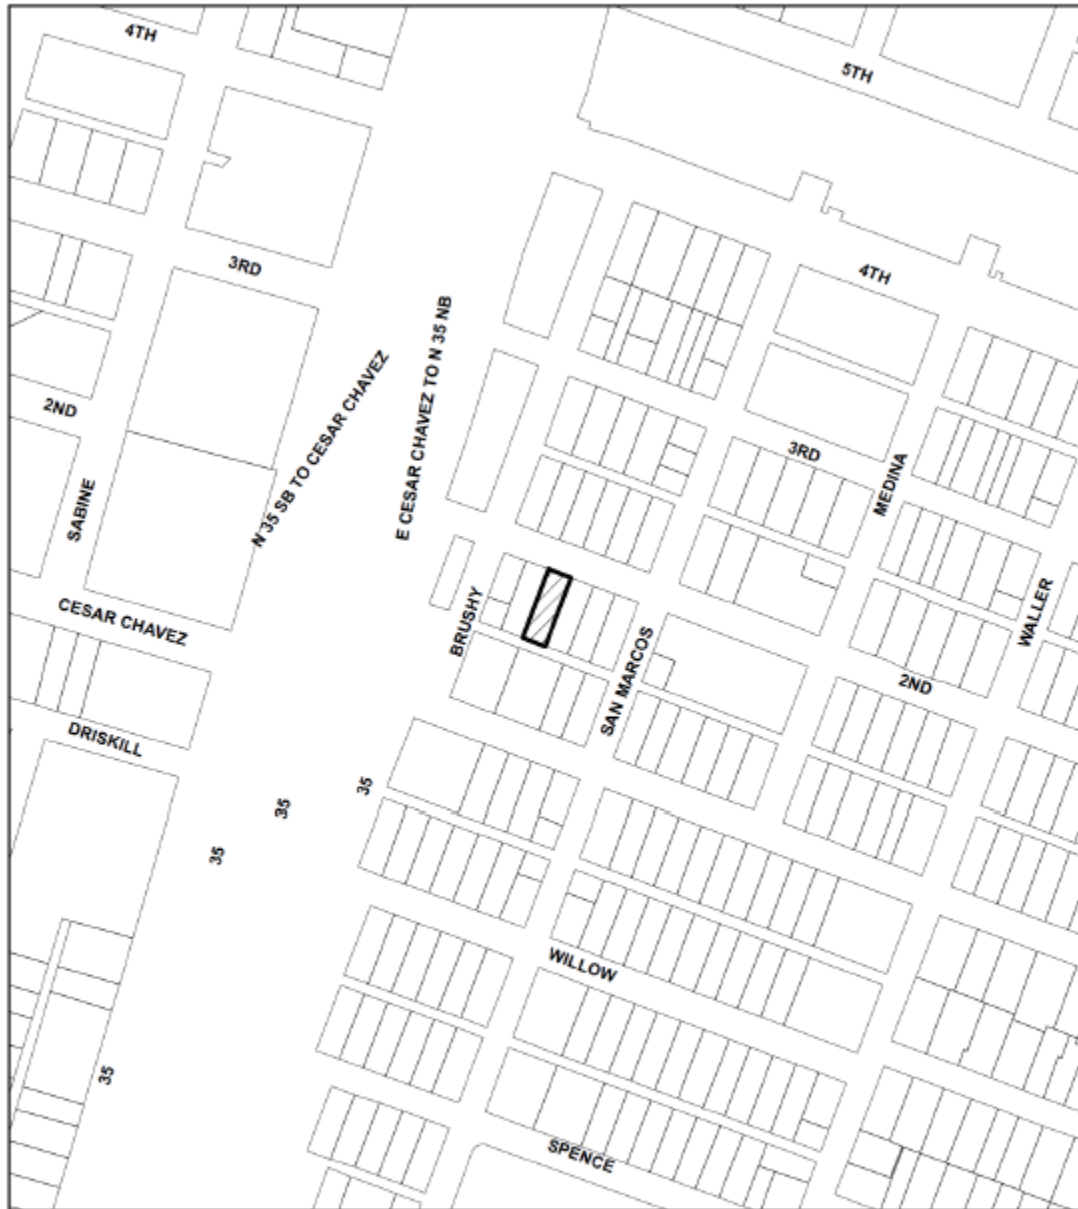 4TH
5TH
3RD
4TH
N 35 SB TO CESAR CHAVEZ
E CESAR CHAVEZ TO N 35 NB
2ND
3RD
SABINE
MEDINA
CESAR CHAVEZ
BRUSHY
WALLER
SAN MARCOS
2ND
DRISKILL
35
35
35
WILLOW
35
SPENCE